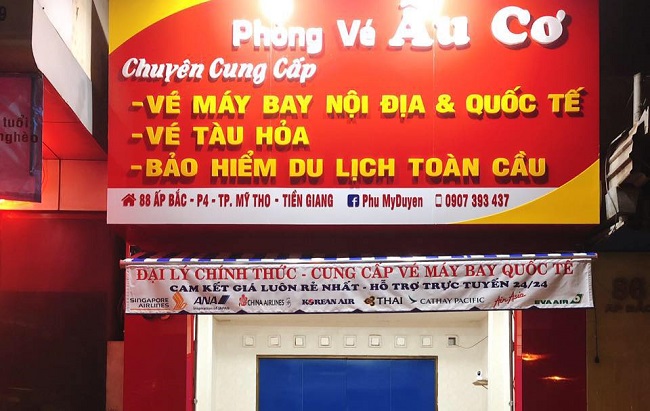 Phòng Vé Âu Cơ
Chuyên Cung Cấp
-VÉ MÁY BAY NỘI ĐỊA & QUỐC TẾ
-VÉ TÀU HỎA
-BẢO HIỂM DU LỊCH TOÀN CẦU
88 ẤP BẮC - P4 - TP. MỸ THO - TIỀN GIANG f Phu MyDuyen 0907 393 437
ĐẠI LÝ CHÍNH THỨC - CUNG CẤP VÉ MÁY BAY QUỐC TẾ
CAM KẾT GIÁ LUÔN RẺ NHẤT - HỖ TRỢ TRỰC TUYẾN 24/24
SINGAPORE AIRLINES ANA CHINA AIRLINES KOREAN AIR THAI CATHAY PACIFIC AirAsia EVA AIR
tuổi
nghèo